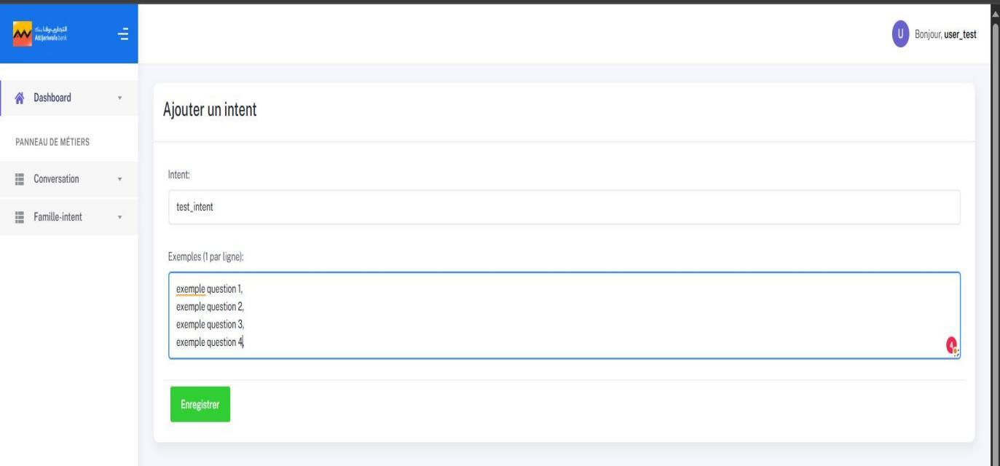 التجاري وفا بنك
Attijariwafa bank
U
Bonjour, user_test
Dashboard
PANNEAU DE MÉTIERS
Conversation
Famille-intent
Ajouter un intent
Intent:
test_intent
Exemples (1 par ligne):
exemple question 1,
exemple question 2,
exemple question 3,
exemple question 4,
4
Enregistrer